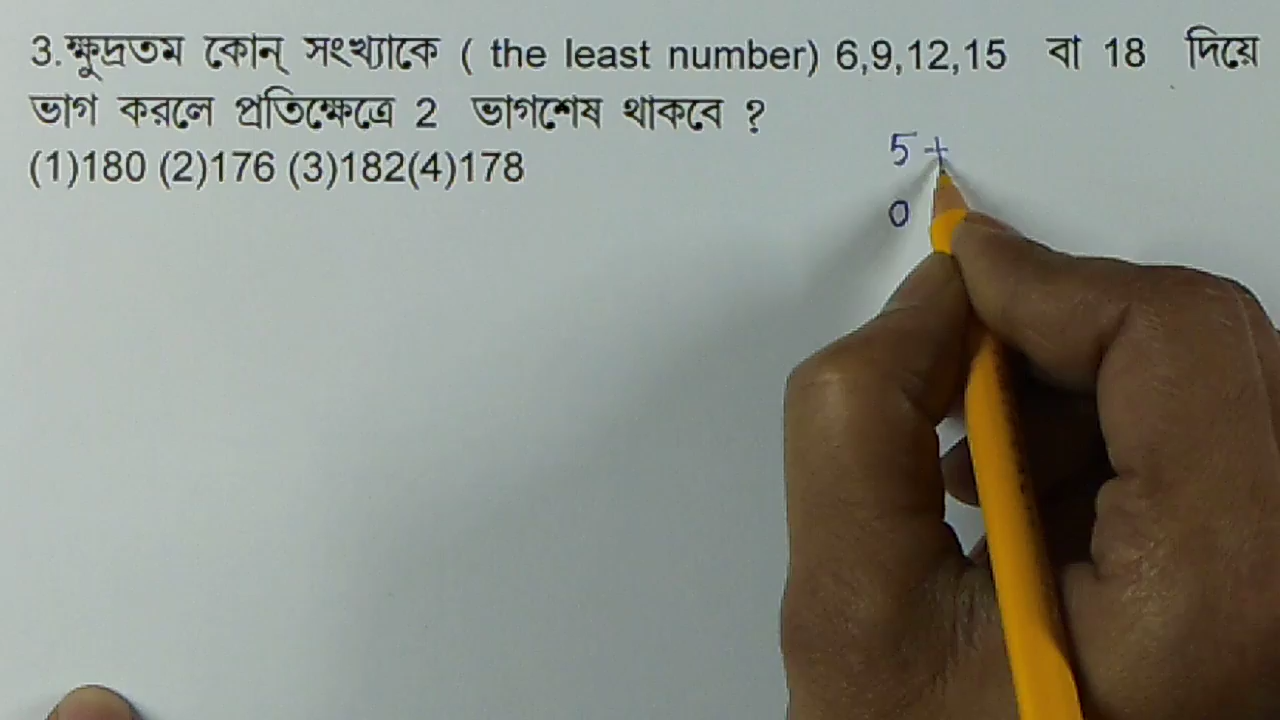 3.ক্ষুদ্রতম কোন্ সংখ্যাকে ( the least number) 6,9,12,15 বা 18 দিয়ে
ভাগ করলে প্রতিক্ষেত্রে 2 ভাগশেষ থাকবে ?
(1)180 (2)176 (3)182(4)178
5 +
0